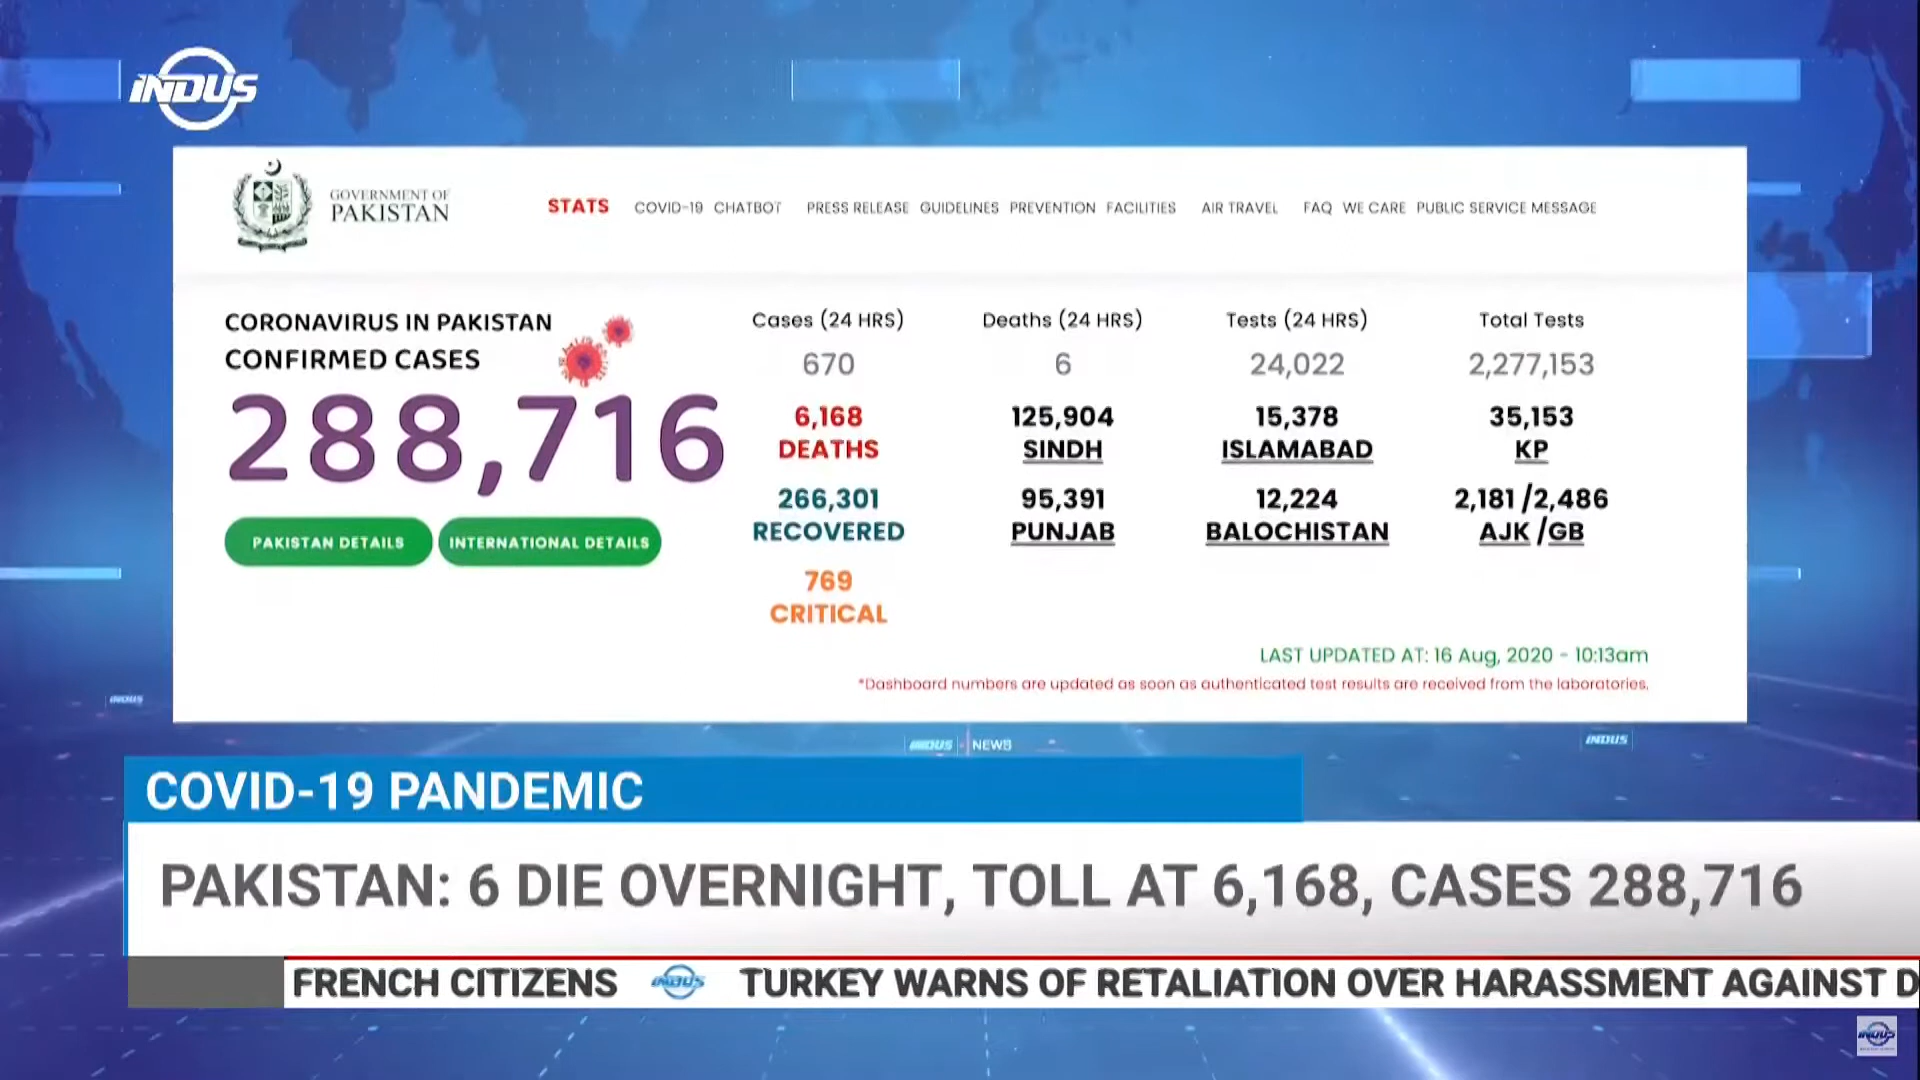 INDUS
GOVERNMENT OF
PAKISTAN
STATS COVID-19 CHATBOT PRESS RELEASE GUIDELINES PREVENTION FACILITIES AIR TRAVEL FAQ WE CARE PUBLIC SERVICE MESSAGE
CORONAVIRUS IN PAKISTAN
CONFIRMED CASES
288,716
PAKISTAN DETAILS INTERNATIONAL DETAILS
Cases (24 HRS) Deaths (24 HRS) Tests (24 HRS) Total Tests
670 6 24,022 2,277,153
6,168 125,904 15,378 35,153
DEATHS SINDH ISLAMABAD KP
266,301 95,391 12,224 2,181 /2,486
RECOVERED PUNJAB BALOCHISTAN AJK /GB
769
CRITICAL
LAST UPDATED AT: 16 Aug, 2020 - 10:13am
*Dashboard numbers are updated as soon as authenticated test results are received from the laboratories.
INDUS
INDUS NEWS
INDUS
COVID-19 PANDEMIC
PAKISTAN: 6 DIE OVERNIGHT, TOLL AT 6,168, CASES 288,716
FRENCH CITIZENS INDUS TURKEY WARNS OF RETALIATION OVER HARASSMENT AGAINST D
INDUS